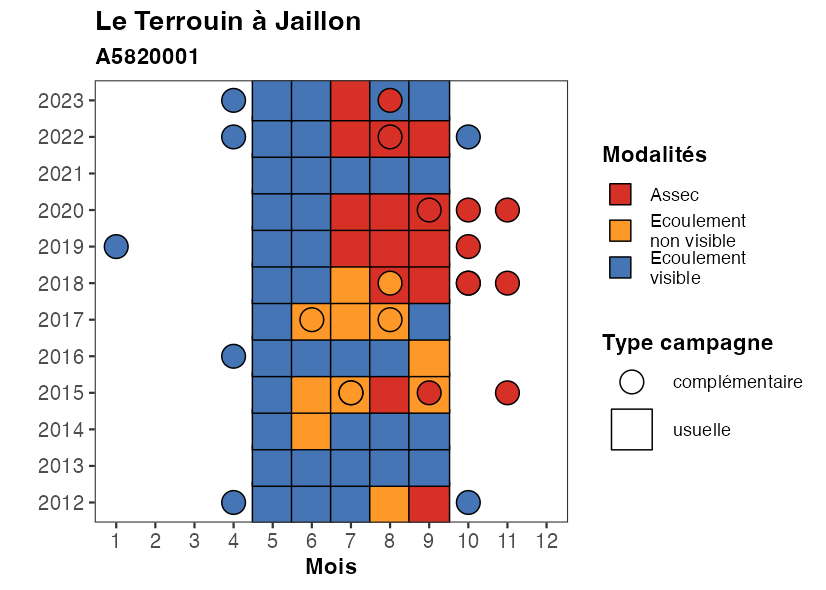 Le Terrouin à Jaillon
A5820001
2023
2022
2021
2020
2019
2018
2017
2016
2015
2014
2013
2012
1 2 3 4 5 6 7 8 9 10 11 12
Mois
Modalités
Assec
Ecoulement
non visible
Ecoulement
visible
Type campagne
complémentaire
usuelle